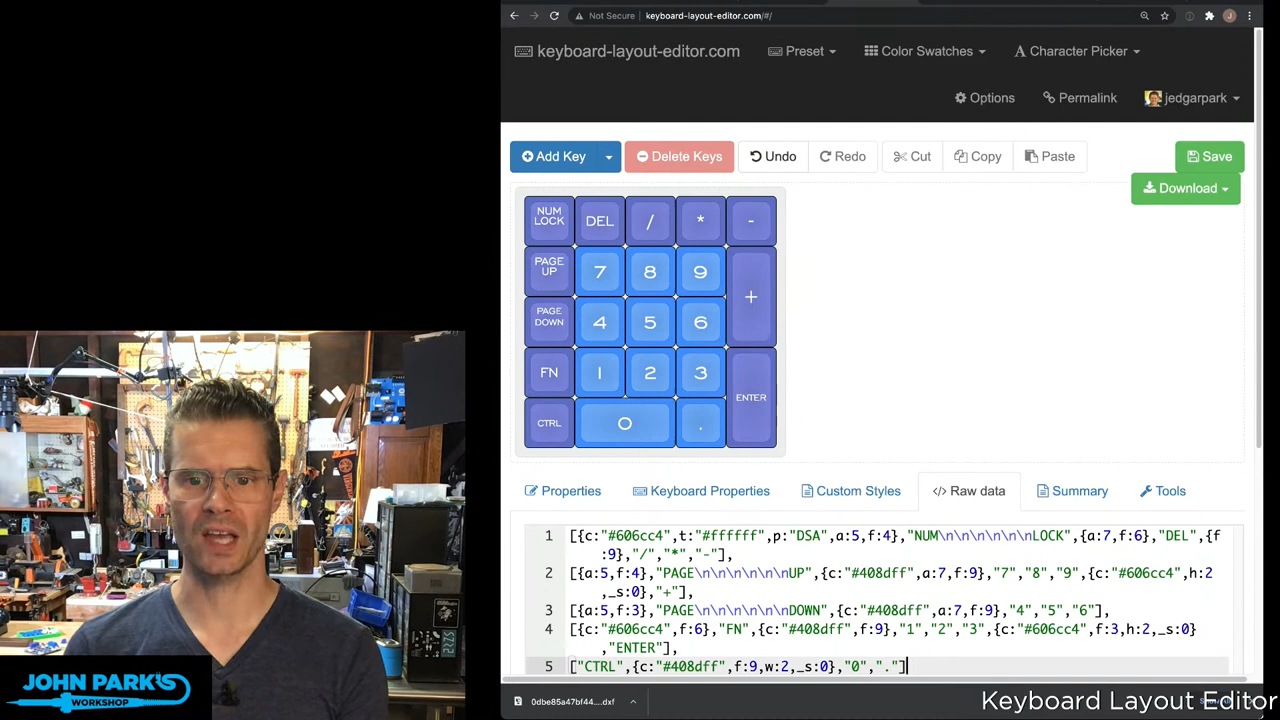 Not Secure
keyboard-layout-editor.com/#/
J
keyboard-layout-editor.com
Preset
Color Swatches
Character Picker
Options
Permalink
jedgarpark
Add Key
Delete Keys
Undo
Redo
Cut
Copy
Paste
Save
Download
NUM
LOCK
DEL
/
*
-
PAGE
UP
7
8
9
+
PAGE
DOWN
4
5
6
FN
1
2
3
ENTER
CTRL
0
.
Properties
Keyboard Properties
Custom Styles
</> Raw data
Summary
Tools
1 [{c:"#606cc4",t:"#ffffff",p:"DSA",a:5,f:4},"NUM\n\n\n\n\n\nLOCK",{a:7,f:6},"DEL",{f
:9},"/","*","-"],
2 [{a:5,f:4},"PAGE\n\n\n\n\n\nUP",{c:"#408dff",a:7,f:9},"7","8","9",{c:"#606cc4",h:2
,_s:0},"+"],
3 [{a:5,f:3},"PAGE\n\n\n\n\n\nDOWN",{c:"#408dff",a:7,f:9},"4","5","6"],
4 [{c:"#606cc4",f:6},"FN",{c:"#408dff",f:9},"1","2","3",{c:"#606cc4",f:3,h:2,_s:0}
,"ENTER"],
5 ["CTRL",{c:"#408dff",f:9,w:2,_s:0},"0","."]
0dbe85a47bf44....dxf
Keyboard Layout Editor
JOHN PARK'S
WORKSHOP